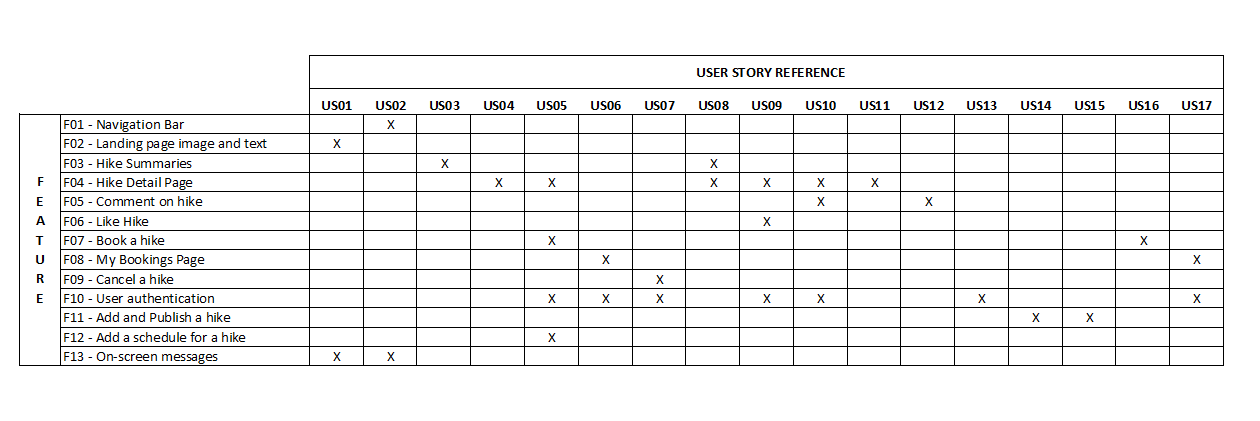 USER STORY REFERENCE
US01 US02 US03 US04 US05 US06 US07 US08 US09 US10 US11 US12 US13 US14 US15 US16 US17
FEATURE
F01 - Navigation Bar X
F02 - Landing page image and text X
F03 - Hike Summaries X X
F04 - Hike Detail Page X X X X X X
F05 - Comment on hike X X
F06 - Like Hike X
F07 - Book a hike X X
F08 - My Bookings Page X X
F09 - Cancel a hike X
F10 - User authentication X X X X X X X
F11 - Add and Publish a hike X X
F12 - Add a schedule for a hike X
F13 - On-screen messages X X